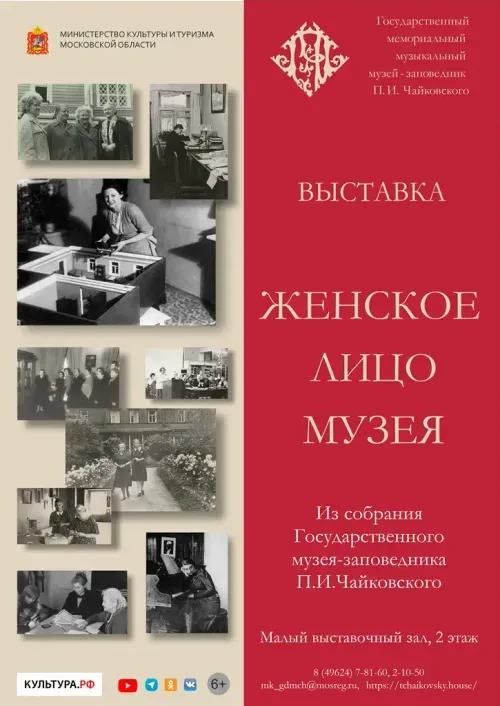 МИНИСТЕРСТВО КУЛЬТУРЫ И ТУРИЗМА
МОСКОВСКОЙ ОБЛАСТИ
Государственный
мемориальный
музыкальный
музей - заповедник
П. И. Чайковского
ВЫСТАВКА
ЖЕНСКОЕ
ЛИЦО
МУЗЕЯ
Из собрания
Государственного
музея-заповедника
П.И.Чайковского
Малый выставочный зал, 2 этаж
8 (49624) 7-81-60, 2-10-50
mk_gdmch@mosreg.ru, https://tchaikovsky.house/
КУЛЬТУРА.РФ
6+